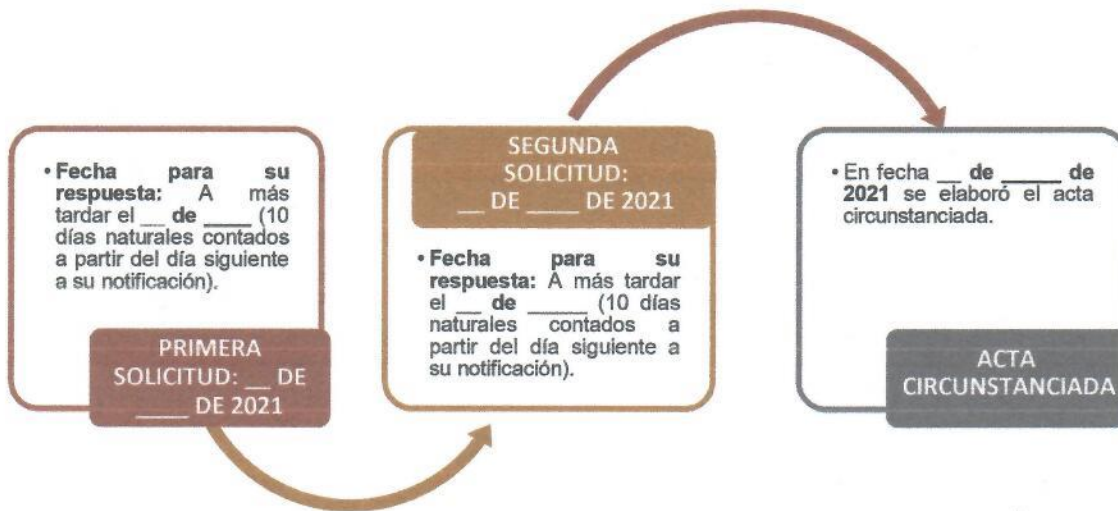 • Fecha para su
respuesta: A más
tardar el __ de ____ (10
días naturales contados
a partir del día siguiente
a su notificación).
PRIMERA
SOLICITUD: __ DE
____ DE 2021
SEGUNDA
SOLICITUD:
__ DE ____ DE 2021
• Fecha para su
respuesta: A más tardar
el __ de _____ (10 días
naturales contados a
partir del día siguiente a
su notificación).
• En fecha __ de _____ de
2021 se elaboró el acta
circunstanciada.
ACTA
CIRCUNSTANCIADA